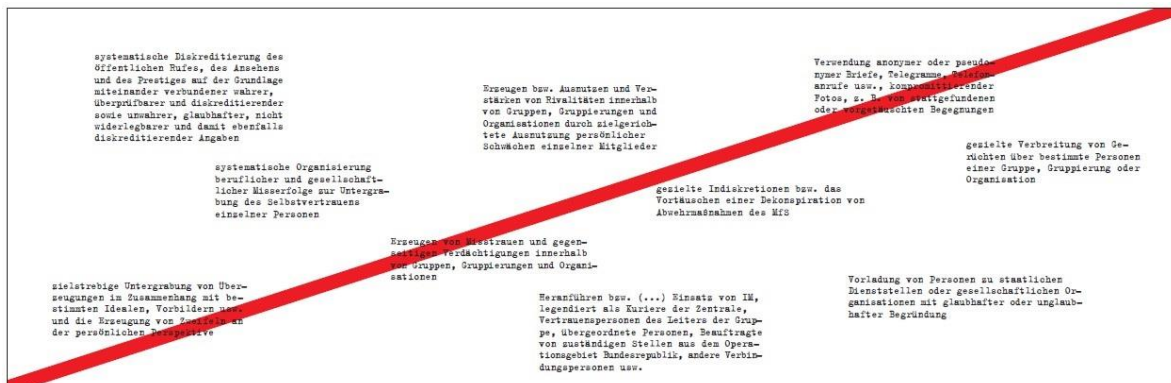 systematische Diskreditierung des
öffentlichen Rufes, des Ansehens
und des Prestiges auf der Grundlage
miteinander verbundener wahrer,
überprüfbarer und diskreditierender
sowie unwahrer, glaubhafter, nicht
widerlegbarer und damit ebenfalls
diskreditierender Angaben
systematische Organisierung
beruflicher und gesellschaft-
licher Misserfolge zur Untergra-
bung des Selbstvertrauens
einzelner Personen
zielstrebige Untergrabung von Über-
zeugungen im Zusammenhang mit be-
stimmten Idealen, Vorbildern usw.
und die Erzeugung von Zweifeln an
der persönlichen Perspektive
Erzeugen bzw. Ausnutzen und Ver-
stärken von Rivalitäten innerhalb
von Gruppen, Gruppierungen und
Organisationen durch zielgerich-
tete Ausnutzung persönlicher
Schwächen einzelner Mitglieder
Erzeugen von Misstrauen und gegen-
seitigen Verdächtigungen innerhalb
von Gruppen, Gruppierungen und Organi-
sationen
Heranführen bzw. (...) Einsatz von IM,
legendiert als Kuriere der Zentrale,
Vertrauenspersonen des Leiters der Grup-
pe, übergeordnete Personen, Beauftragte
von zuständigen Stellen aus dem Opera-
tionsgebiet Bundesrepublik, andere Verbin-
dungspersonen usw.
Verwendung anonymer oder pseudo-
nymer Briefe, Telegramme, Telefon-
anrufe usw., kompromittierender
Fotos, z. B. von stattgefundenen
oder vorgetäuschten Begegnungen
gezielte Indiskretionen bzw. das
Vortäuschen einer Dekonspiration von
Abwehrmaßnahmen des MfS
gezielte Verbreitung von Ge-
rüchten über bestimmte Personen
einer Gruppe, Gruppierung oder
Organisation
Vorladung von Personen zu staatlichen
Dienststellen oder gesellschaftlichen Or-
ganisationen mit glaubhafter oder unglaub-
hafter Begründung